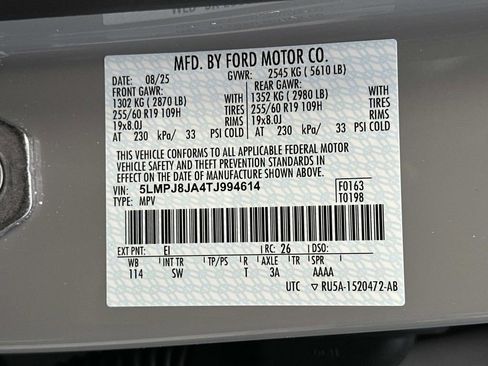 MFD. BY FORD MOTOR CO.
DATE: 08/25 GVWR: 2545 KG ( 5610 LB)
FRONT GAWR: REAR GAWR:
1302 KG ( 2870 LB) WITH 1352 KG ( 2980 LB) WITH
255/60 R19 109H TIRES 255/60 R19 109H TIRES
19x8.0J RIMS 19x8.0J RIMS
AT 230 kPa/ 33 PSI COLD AT 230 kPa/ 33 PSI COLD
THIS VEHICLE CONFORMS TO ALL APPLICABLE FEDERAL MOTOR
VEHICLE SAFETY AND THEFT PREVENTION STANDARDS IN EFFECT
ON THE DATE OF MANUFACTURE SHOWN ABOVE.
VIN: 5LMPJ8JA4TJ994614 F0163
TYPE: MPV T0198
EXT PNT: EI RC: 26 DSO:
WB INT TR TP/PS R AXLE TR SPR
114 SW T 3A AAAA
UTC ▽ RU5A-1520472-AB